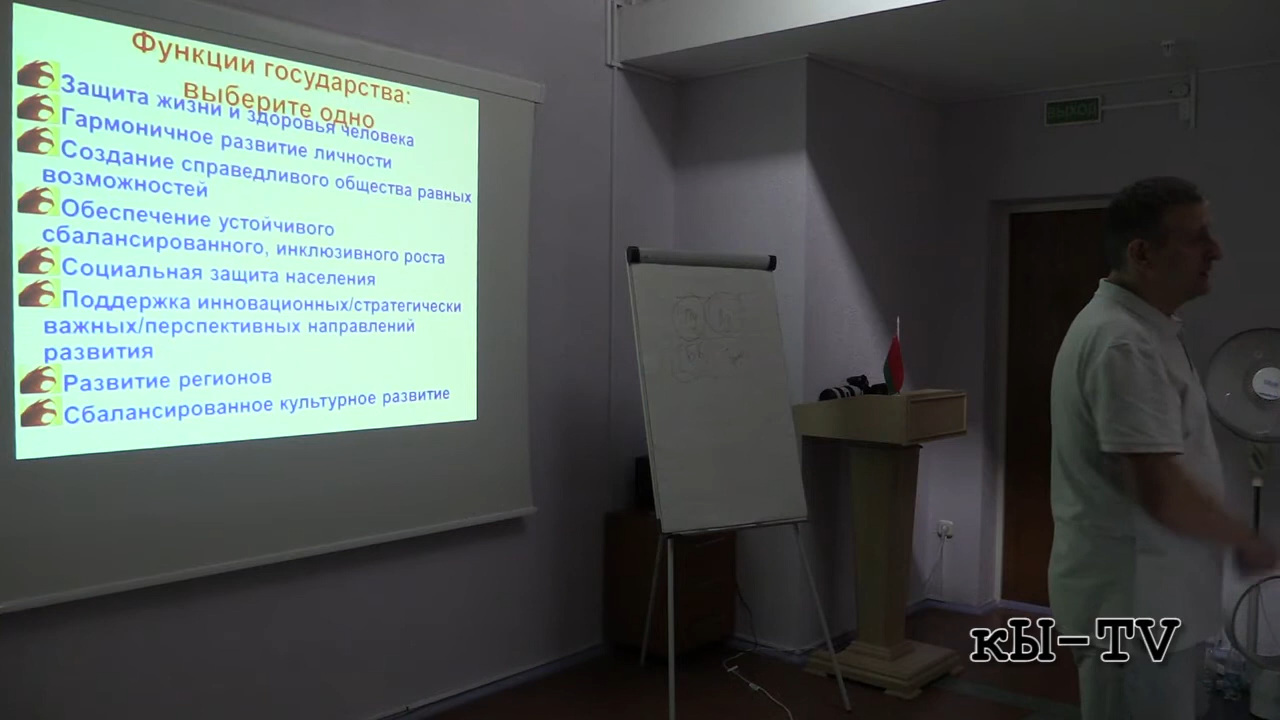 Функции государства:
выберите одно
Защита жизни и здоровья человека
Гармоничное развитие личности
Создание справедливого общества равных
возможностей
Обеспечение устойчивого
сбалансированного, инклюзивного роста
Социальная защита населения
Поддержка инновационных/стратегически
важных/перспективных направлений
развития
Развитие регионов
Сбалансированное культурное развитие
ВЫХОД
кЫ-TV